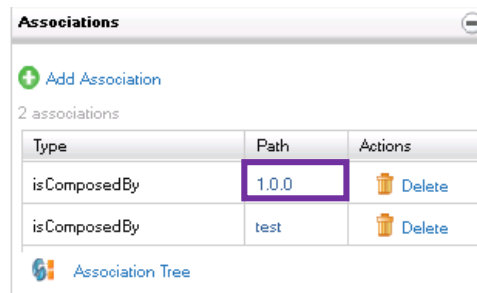 Associations
Add Association
2 associations
Type Path Actions
isComposedBy 1.0.0 Delete
isComposedBy test Delete
Association Tree